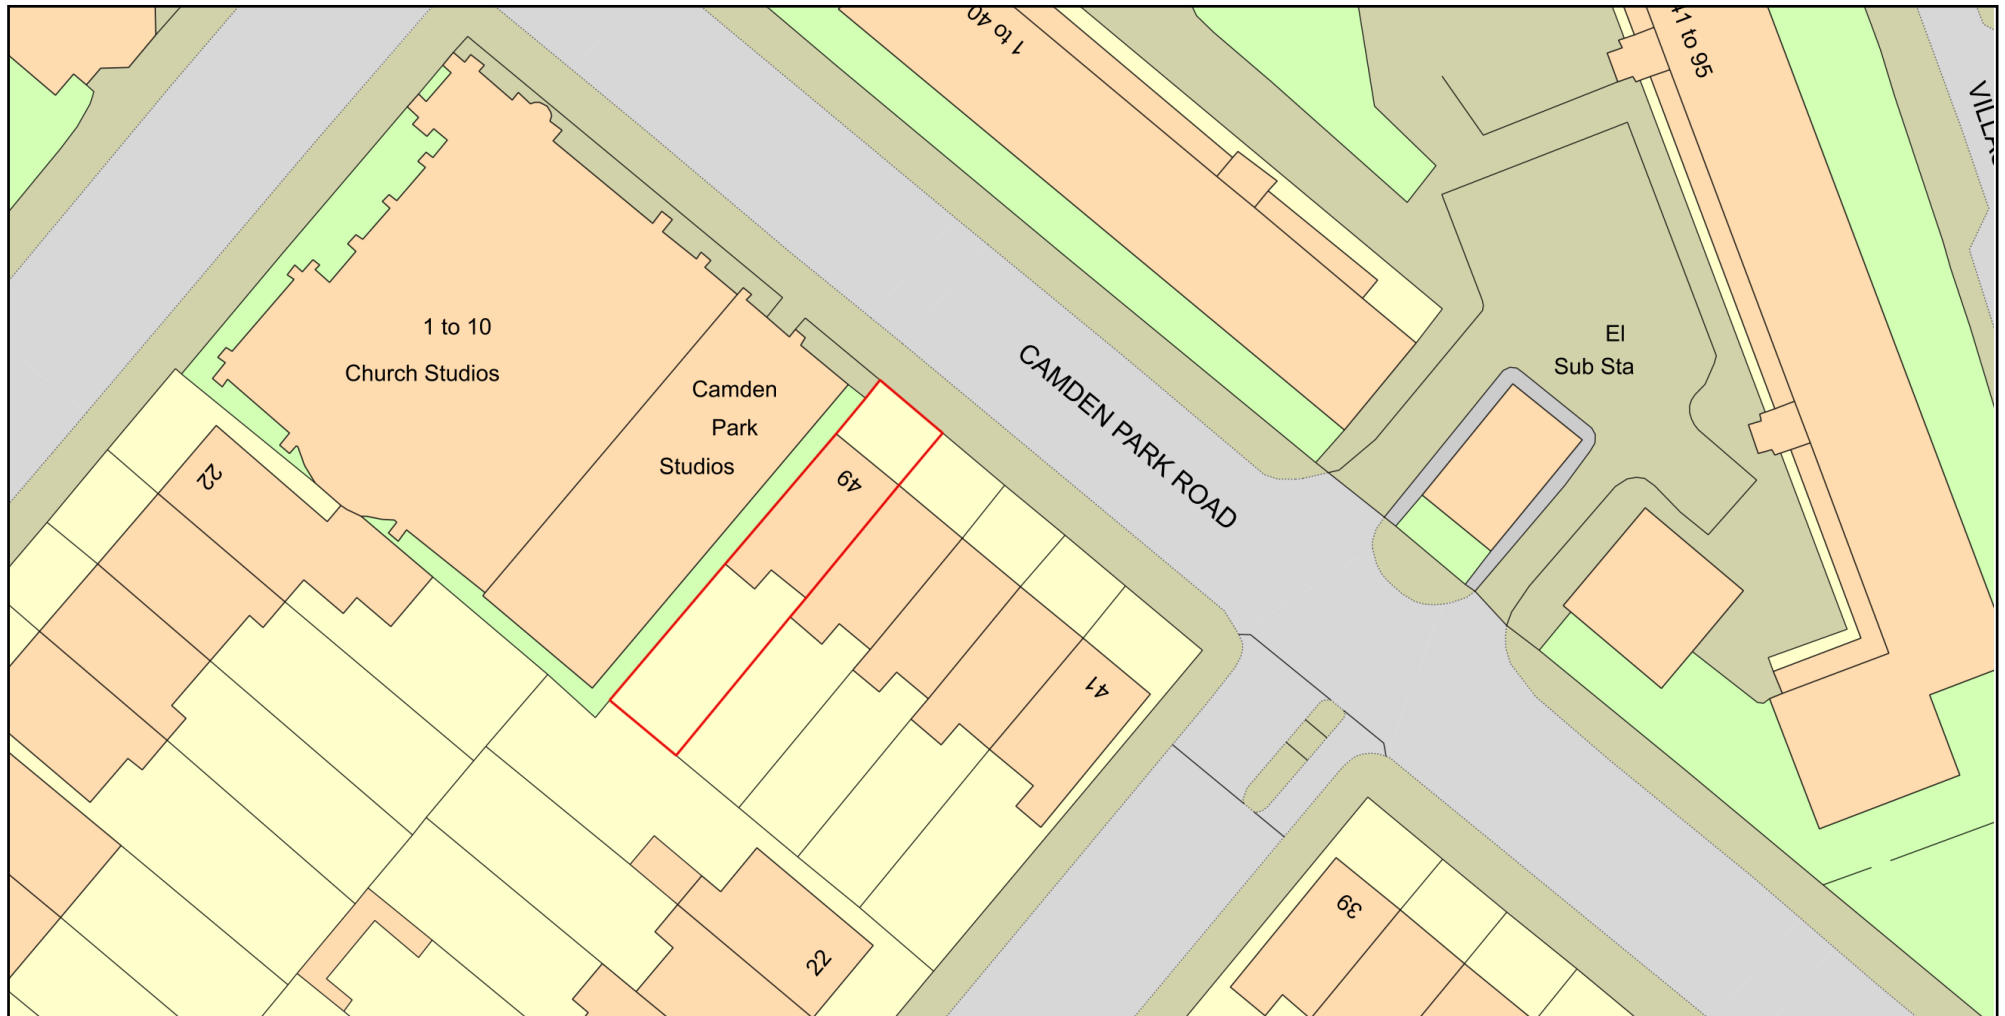 1 to 40
41 to 95
1 to 10
Church Studios
Camden
Park
Studios
CAMDEN PARK ROAD
El
Sub Sta
22
49
41
39
22